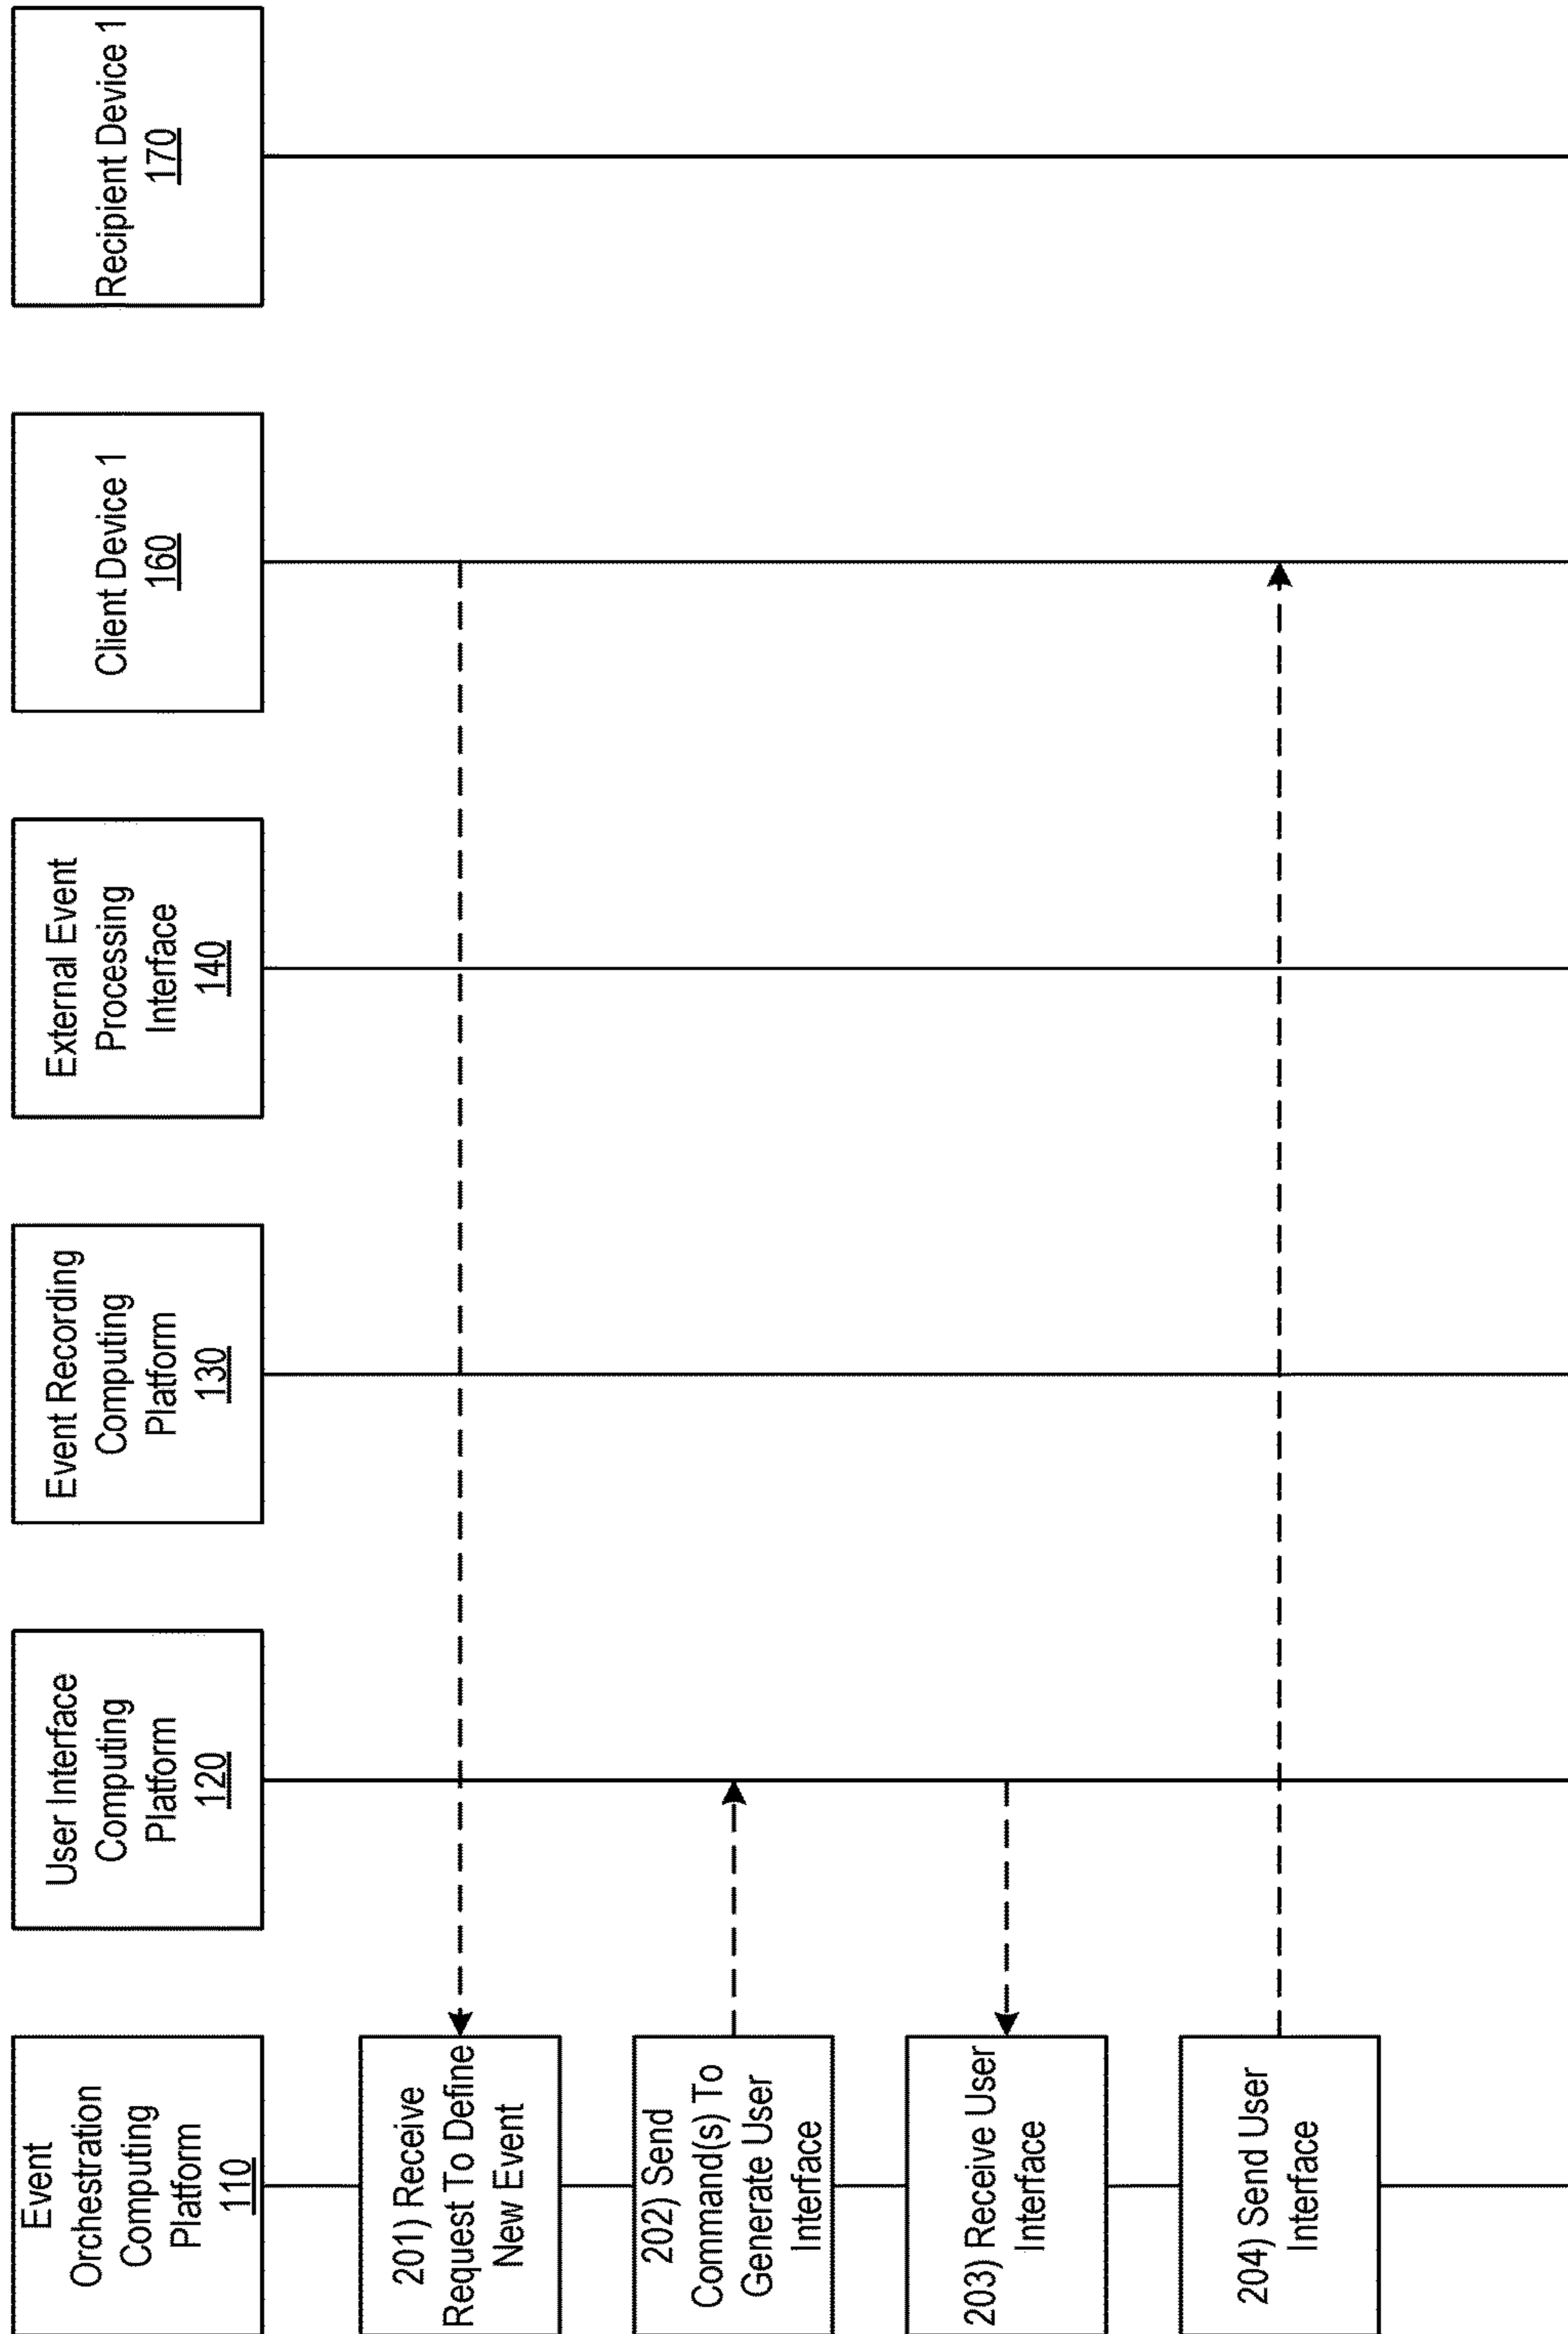 Event
Orchestration
Computing
Platform
110
User Interface
Computing
Platform
120
Event Recording
Computing
Platform
130
External Event
Processing
Interface
140
Client Device 1
160
Recipient Device 1
170
201) Receive
Request To Define
New Event
202) Send
Command(s) To
Generate User
Interface
203) Receive User
Interface
204) Send User
Interface